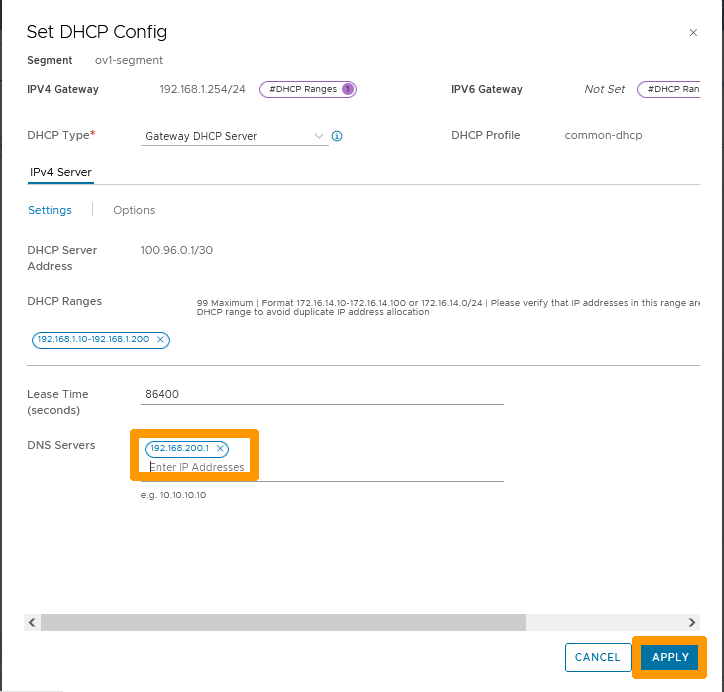 Set DHCP Config
Segment ov1-segment
IPV4 Gateway 192.168.1.254/24 #DHCP Ranges 1 IPV6 Gateway Not Set #DHCP Ran
DHCP Type* Gateway DHCP Server DHCP Profile common-dhcp
IPv4 Server
Settings Options
DHCP Server
Address
100.96.0.1/30
DHCP Ranges
99 Maximum | Format 172.16.14.10-172.16.14.100 or 172.16.14.0/24 | Please verify that IP addresses in this range are
DHCP range to avoid duplicate IP address allocation
192.168.1.10-192.168.1.200
Lease Time
(seconds)
86400
DNS Servers
192.168.200.1
Enter IP Addresses
e.g. 10.10.10.10
CANCEL APPLY